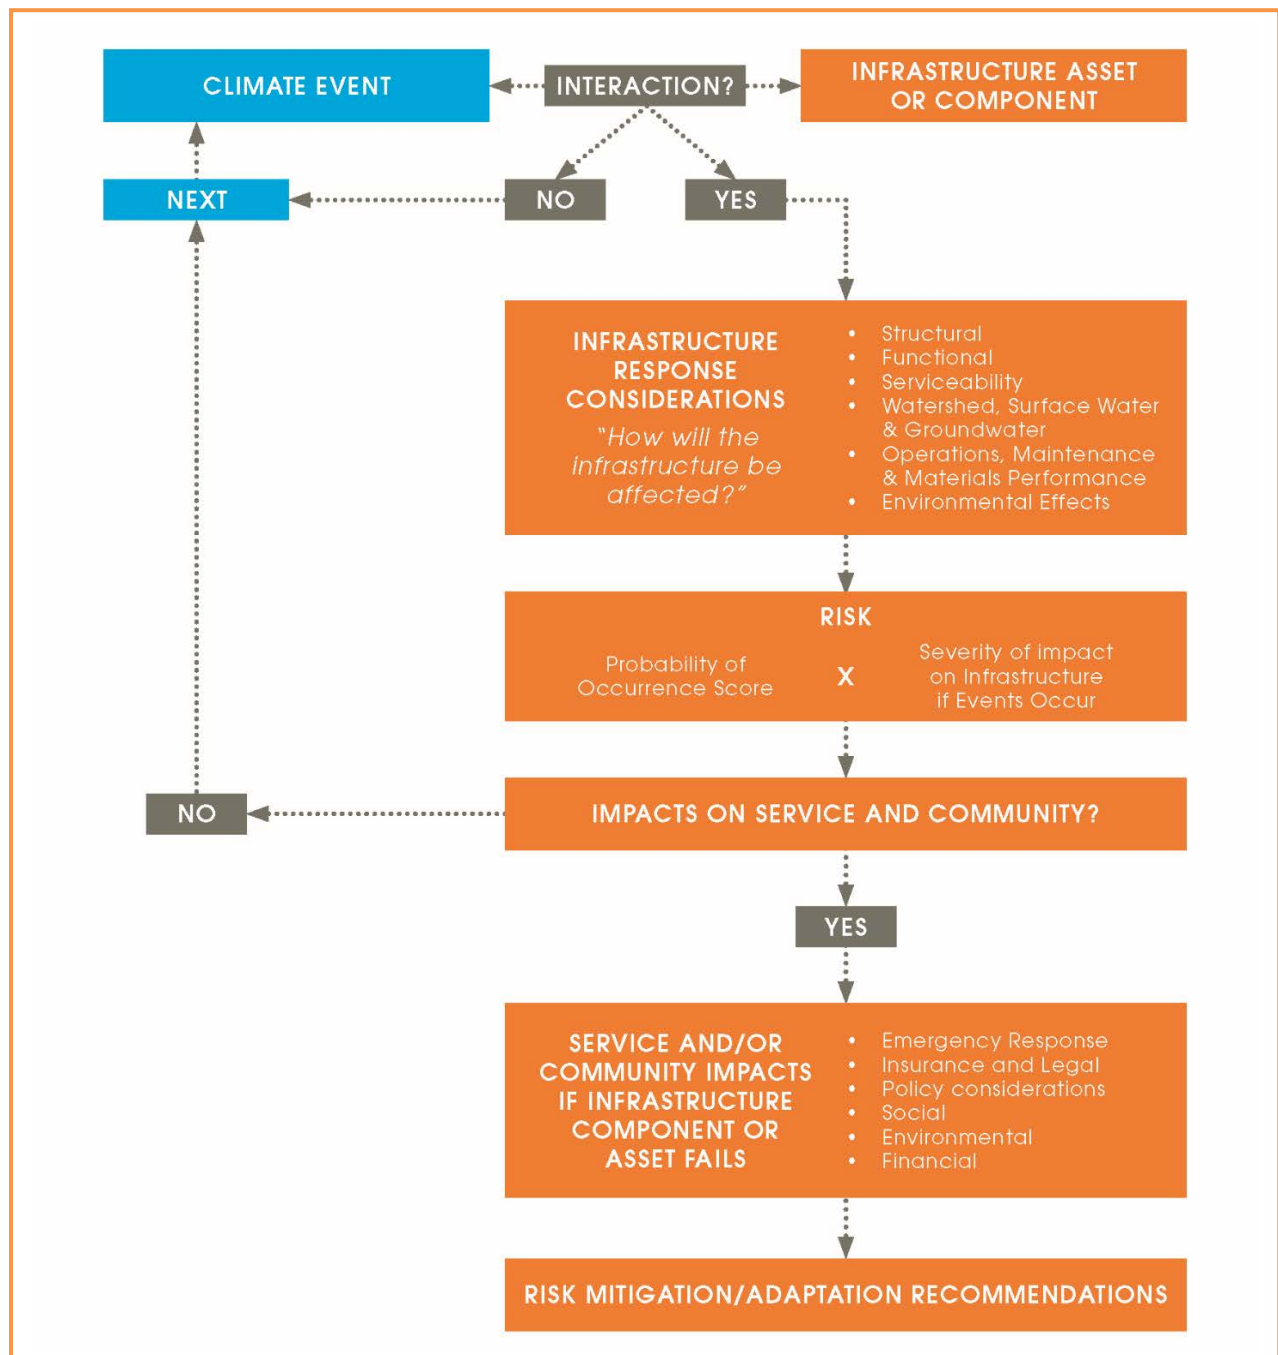 CLIMATE EVENT
INTERACTION?
INFRASTRUCTURE ASSET
OR COMPONENT
NEXT
NO
YES
INFRASTRUCTURE
RESPONSE
CONSIDERATIONS
“How will the
infrastructure be
affected?”
• Structural
• Functional
• Serviceability
• Watershed, Surface Water
& Groundwater
• Operations, Maintenance
& Materials Performance
• Environmental Effects
RISK
Probability of
Occurrence Score
X
Severity of impact
on Infrastructure
if Events Occur
NO
IMPACTS ON SERVICE AND COMMUNITY?
YES
SERVICE AND/OR
COMMUNITY IMPACTS
IF INFRASTRUCTURE
COMPONENT OR
ASSET FAILS
• Emergency Response
• Insurance and Legal
• Policy considerations
• Social
• Environmental
• Financial
RISK MITIGATION/ADAPTATION RECOMMENDATIONS